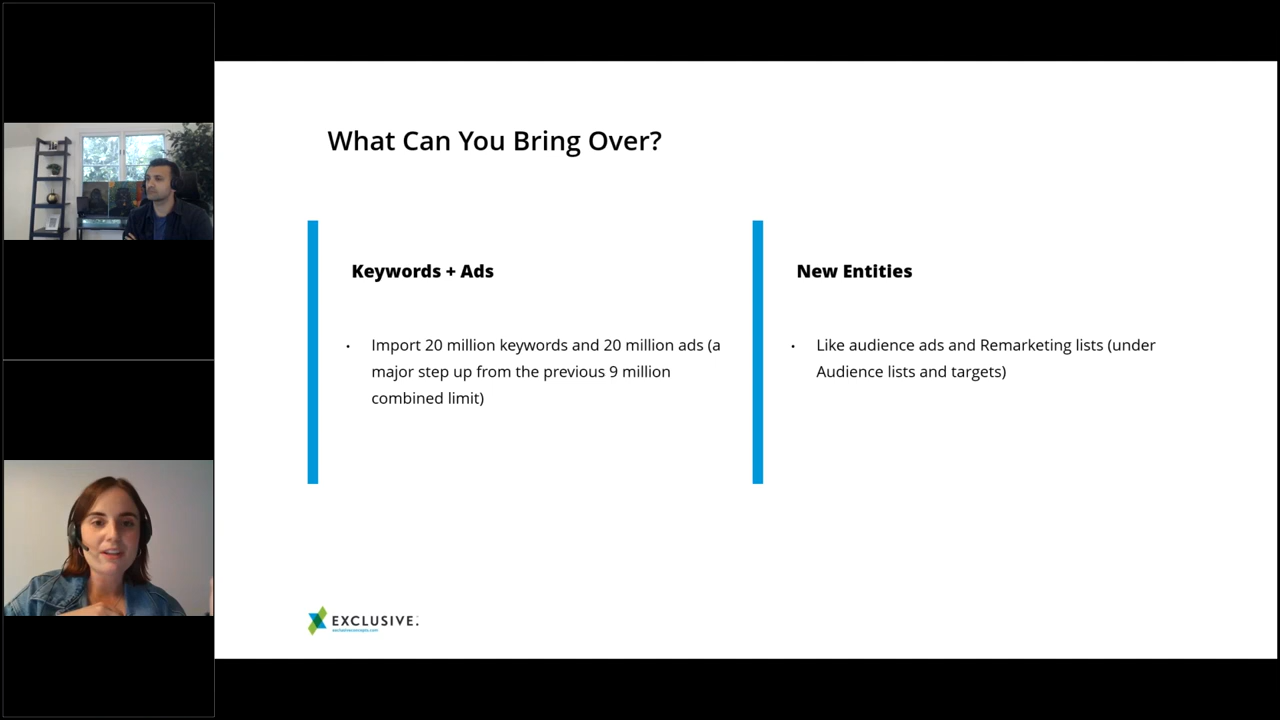 What Can You Bring Over?
Keywords + Ads
• Import 20 million keywords and 20 million ads (a
major step up from the previous 9 million
combined limit)
New Entities
• Like audience ads and Remarketing lists (under
Audience lists and targets)
EXCLUSIVE.
exclusiveconcepts.com